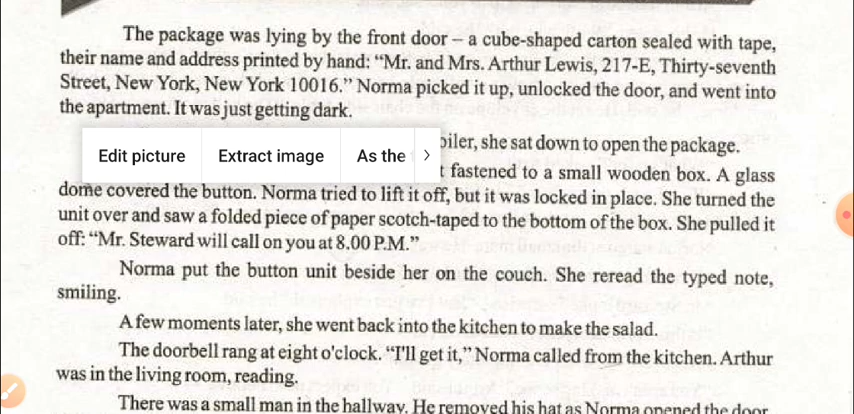 The package was lying by the front door – a cube-shaped carton sealed with tape,
their name and address printed by hand: “Mr. and Mrs. Arthur Lewis, 217-E, Thirty-seventh
Street, New York, New York 10016.” Norma picked it up, unlocked the door, and went into
the apartment. It was just getting dark.
she sat down to open the package.
Edit picture Extract image As the
fastened to a small wooden box. A glass
dome covered the button. Norma tried to lift it off, but it was locked in place. She turned the
unit over and saw a folded piece of paper scotch-taped to the bottom of the box. She pulled it
off: “Mr. Steward will call on you at 8.00 P.M.”
Norma put the button unit beside her on the couch. She reread the typed note,
smiling.
A few moments later, she went back into the kitchen to make the salad.
The doorbell rang at eight o'clock. “I'll get it,” Norma called from the kitchen. Arthur
was in the living room, reading.
There was a small man in the hallway. He removed his hat as Norma opened the door.